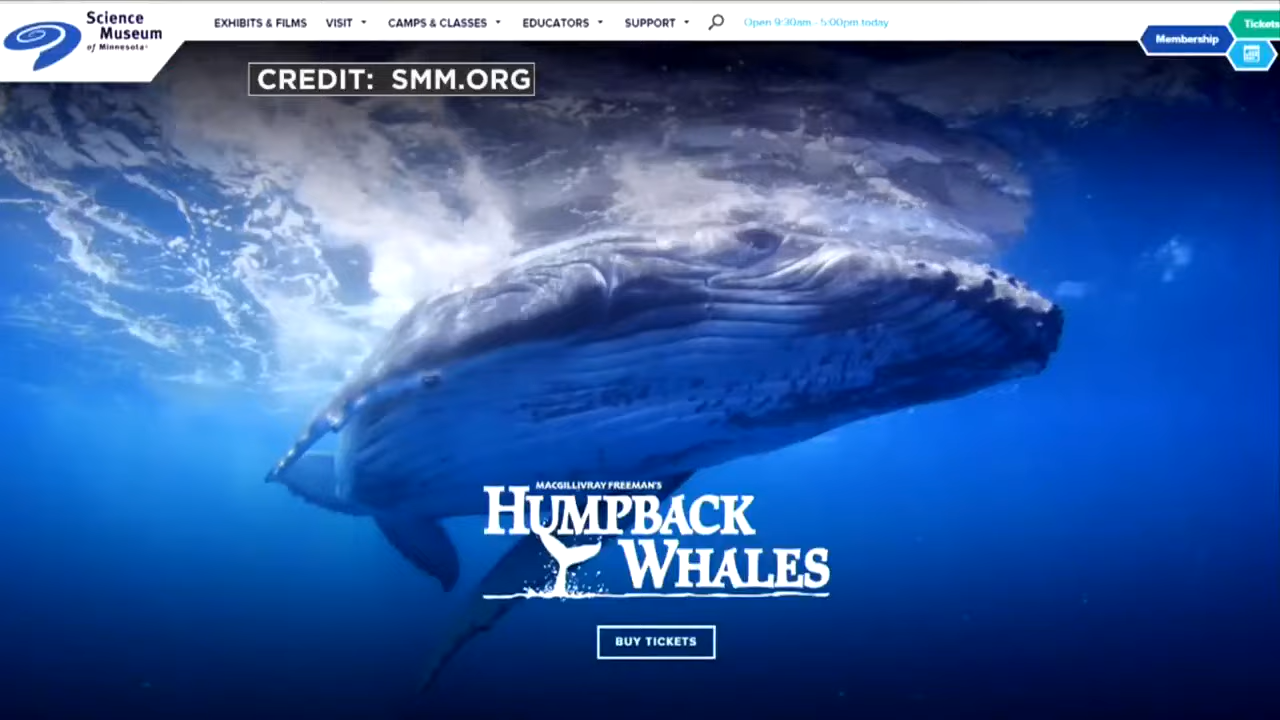 Science
Museum
of Minnesota
EXHIBITS & FILMS VISIT CAMPS & CLASSES EDUCATORS SUPPORT Open 9:30am - 5:00pm today
Tickets
Membership
CREDIT: SMM.ORG
MACGILLIVRAY FREEMAN'S
HUMPBACK
WHALES
BUY TICKETS